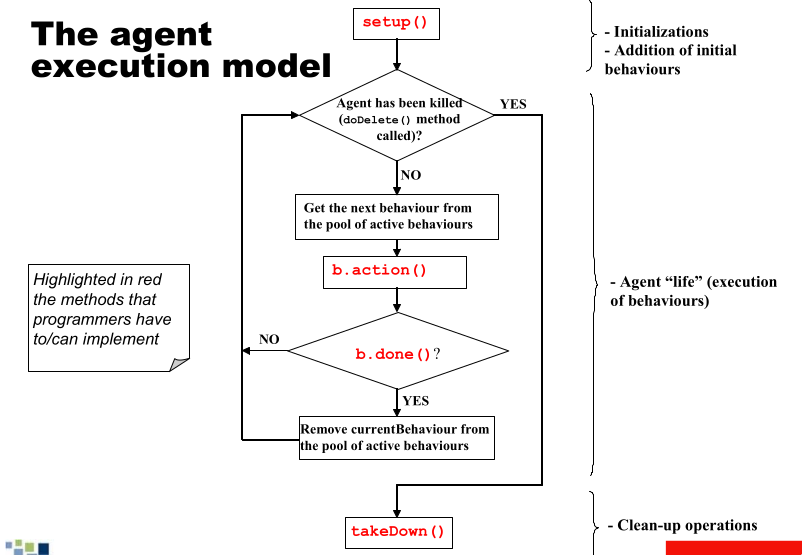 The agent
execution model
setup()
- Initializations
- Addition of initial
behaviours
Agent has been killed
(doDelete() method
called)?
YES
NO
Get the next behaviour from
the pool of active behaviours
b.action()
Highlighted in red
the methods that
programmers have
to/can implement
- Agent “life” (execution
of behaviours)
NO
b.done()?
YES
Remove currentBehaviour from
the pool of active behaviours
takeDown()
- Clean-up operations